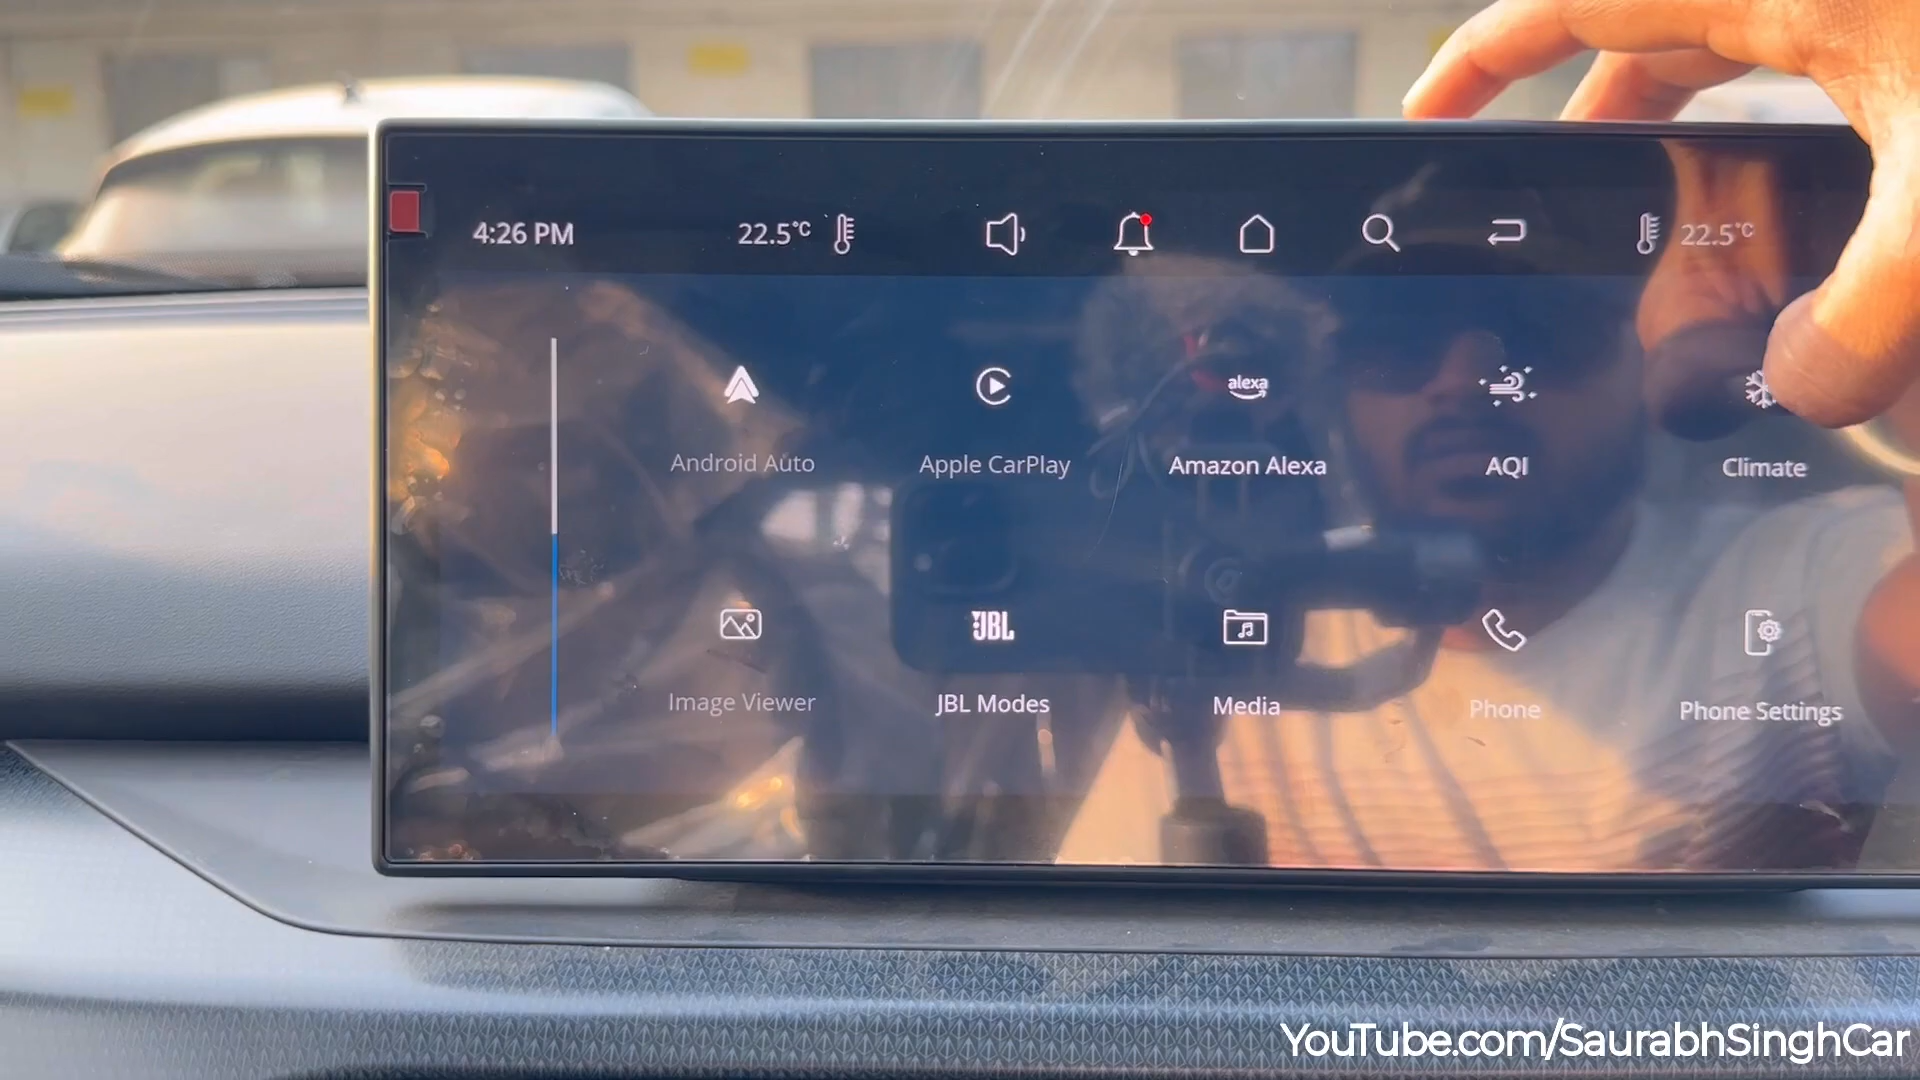 4:26 PM 22.5°C 22.5°C
alexa
Android Auto Apple CarPlay Amazon Alexa AQI Climate
JBL
Image Viewer JBL Modes Media Phone Phone Settings
YouTube.com/SaurabhSinghCar